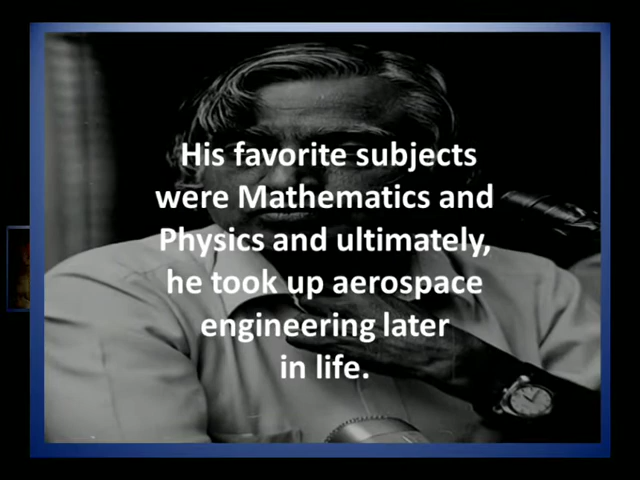 His favorite subjects
were Mathematics and
Physics and ultimately,
he took up aerospace
engineering later
in life.